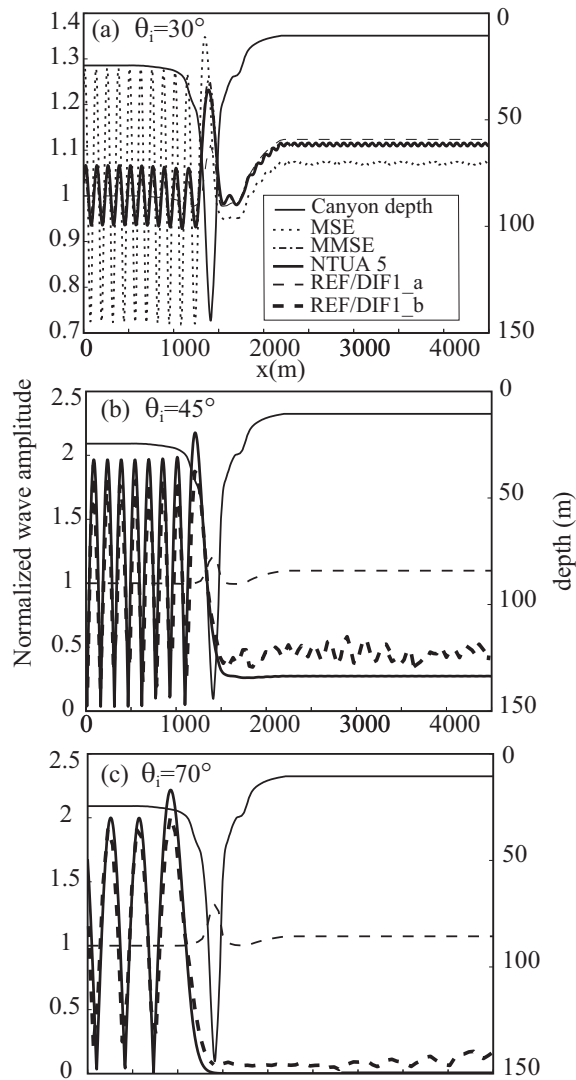 (a) θi=30°
1.4
1.3
1.2
1.1
1
0.9
0.8
0.7
0
50
100
150
Canyon depth
MSE
MMSE
NTUA 5
REF/DIF1_a
REF/DIF1_b
0 1000 2000 3000 4000
x(m)
(b) θi=45°
2.5
2
1.5
1
0.5
0
0
50
100
150
0 1000 2000 3000 4000
Normalized wave amplitude
depth (m)
(c) θi=70°
2.5
2
1.5
1
0.5
0
0
50
100
150